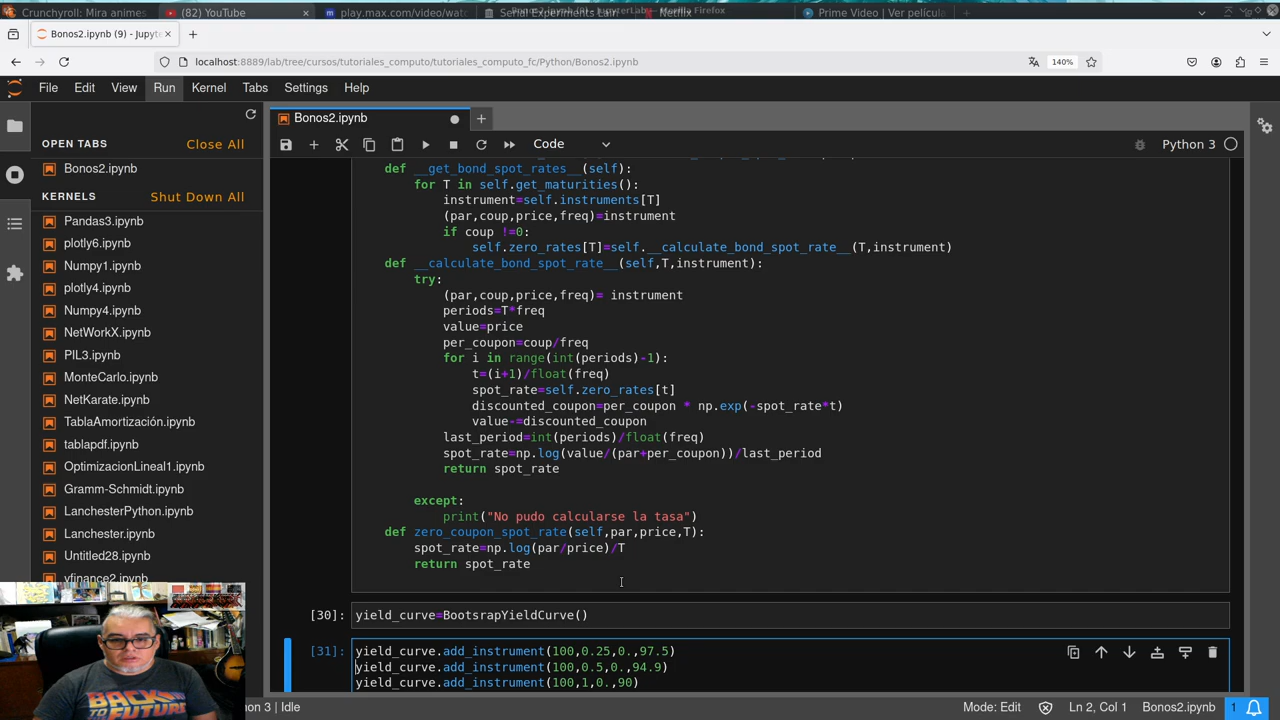 Crunchyroll: Mira animes
(82) YouTube
play.max.com/video/wat
Netflix
Prime Video | Ver películ
Bonos2.ipynb (9) - Jupyte
localhost:8889/lab/tree/cursos/tutoriales_computo/tutoriales_computo_fc/Python/Bonos2.ipynb
140%
File Edit View Run Kernel Tabs Settings Help
Bonos2.ipynb
OPEN TABS
Close All
Bonos2.ipynb
KERNELS
Shut Down All
Pandas3.ipynb
plotly6.ipynb
Numpy1.ipynb
plotly4.ipynb
Numpy4.ipynb
NetWorkX.ipynb
PIL3.ipynb
MonteCarlo.ipynb
NetKarate.ipynb
TablaAmortización.ipynb
tablapdf.ipynb
OptimizacionLineal1.ipynb
Gramm-Schmidt.ipynb
LanchesterPython.ipynb
Lanchester.ipynb
Untitled28.ipynb
yfinance2.ipynb
Code
Python 3
def __get_bond_spot_rates__(self):
for T in self.get_maturities():
instrument=self.instruments[T]
(par,coup,price,freq)=instrument
if coup !=0:
self.zero_rates[T]=self.__calculate_bond_spot_rate__(T,instrument)
def __calculate_bond_spot_rate__(self,T,instrument):
try:
(par,coup,price,freq)= instrument
periods=T*freq
value=price
per_coupon=coup/freq
for i in range(int(periods)-1):
t=(i+1)/float(freq)
spot_rate=self.zero_rates[t]
discounted_coupon=per_coupon * np.exp(-spot_rate*t)
value-=discounted_coupon
last_period=int(periods)/float(freq)
spot_rate=np.log(value/(par+per_coupon))/last_period
return spot_rate
except:
print("No pudo calcularse la tasa")
def zero_coupon_spot_rate(self,par,price,T):
spot_rate=np.log(par/price)/T
return spot_rate
[30]: yield_curve=BootsrapYieldCurve()
[31]: yield_curve.add_instrument(100,0.25,0.,97.5)
yield_curve.add_instrument(100,0.5,0.,94.9)
yield_curve.add_instrument(100,1,0.,90)
BACK
TO
FUTURE
3 | Idle
Mode: Edit
Ln 2, Col 1
Bonos2.ipynb
1